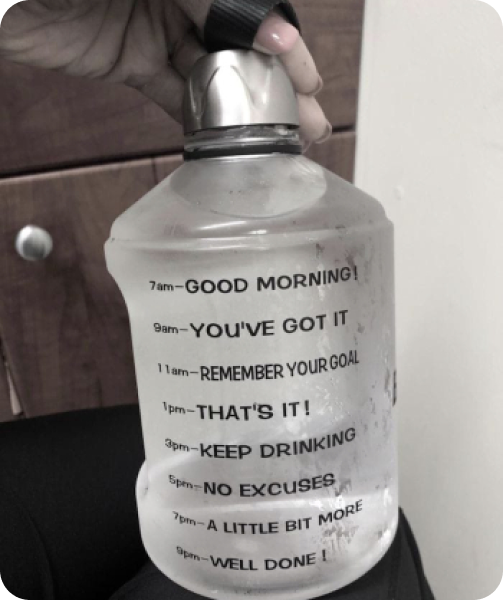 7am-GOOD MORNING!
9am-YOU'VE GOT IT
11am-REMEMBER YOUR GOAL
1pm-THAT'S IT!
3pm-KEEP DRINKING
5pm-NO EXCUSES
7pm-A LITTLE BIT MORE
9pm-WELL DONE!